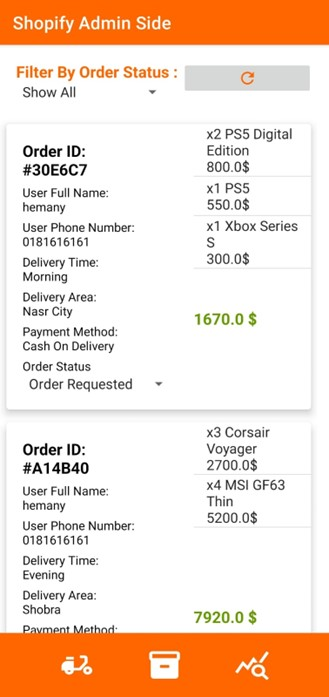 Shopify Admin Side
Filter By Order Status :
Show All
Order ID:
#30E6C7
User Full Name:
hemany
User Phone Number:
0181616161
Delivery Time:
Morning
Delivery Area:
Nasr City
Payment Method:
Cash On Delivery
Order Status
Order Requested
x2 PS5 Digital
Edition
800.0$
x1 PS5
550.0$
x1 Xbox Series
S
300.0$
1670.0 $
Order ID:
#A14B40
User Full Name:
hemany
User Phone Number:
0181616161
Delivery Time:
Evening
Delivery Area:
Shobra
Payment Method:
x3 Corsair
Voyager
2700.0$
x4 MSI GF63
Thin
5200.0$
7920.0 $